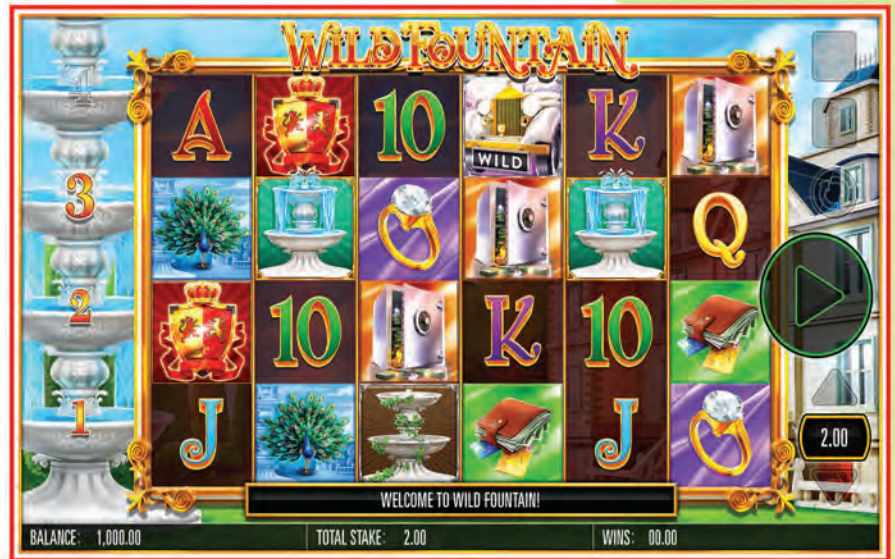 WILD FOUNTAIN
A 10 WILD K
4
3
Q
10 K 10
2
1
J J
2.00
WELCOME TO WILD FOUNTAIN!
BALANCE: 1,000.00 TOTAL STAKE: 2.00 WINS: 00.00